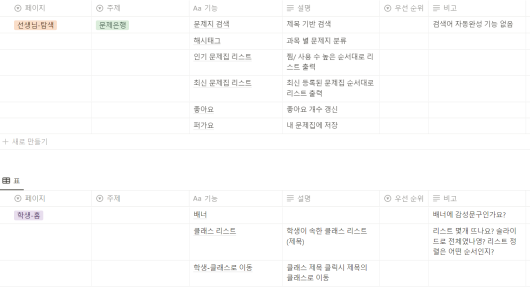 페이지 주제 Aa 기능 설명 우선 순위 비고
선생님-탐색 문제은행 문제지 검색 제목 기반 검색 검색어 자동완성 기능 없음
해시태그 과목 별 문제지 분류
인기 문제집 리스트 찜/ 사용 수 높은 순서대로 리
스트 출력
최신 문제집 리스트 최신 등록된 문제집 순서대로
리스트 출력
좋아요 좋아요 개수 갱신
퍼가요 내 문제집에 저장
+ 새로 만들기
표
페이지 주제 Aa 기능 설명 우선 순위 비고
학생-홈 배너 배너에 감성문구인가요?
클래스 리스트 학생이 속한 클래스 리스트 리스트 몇개 뜨나요? 슬라이
(제목) 드로 전체였나염? 리스트 정
렬은 어떤 순서인지?
학생-클래스로 이동 클래스 제목 클릭시 제목의
클래스로 이동